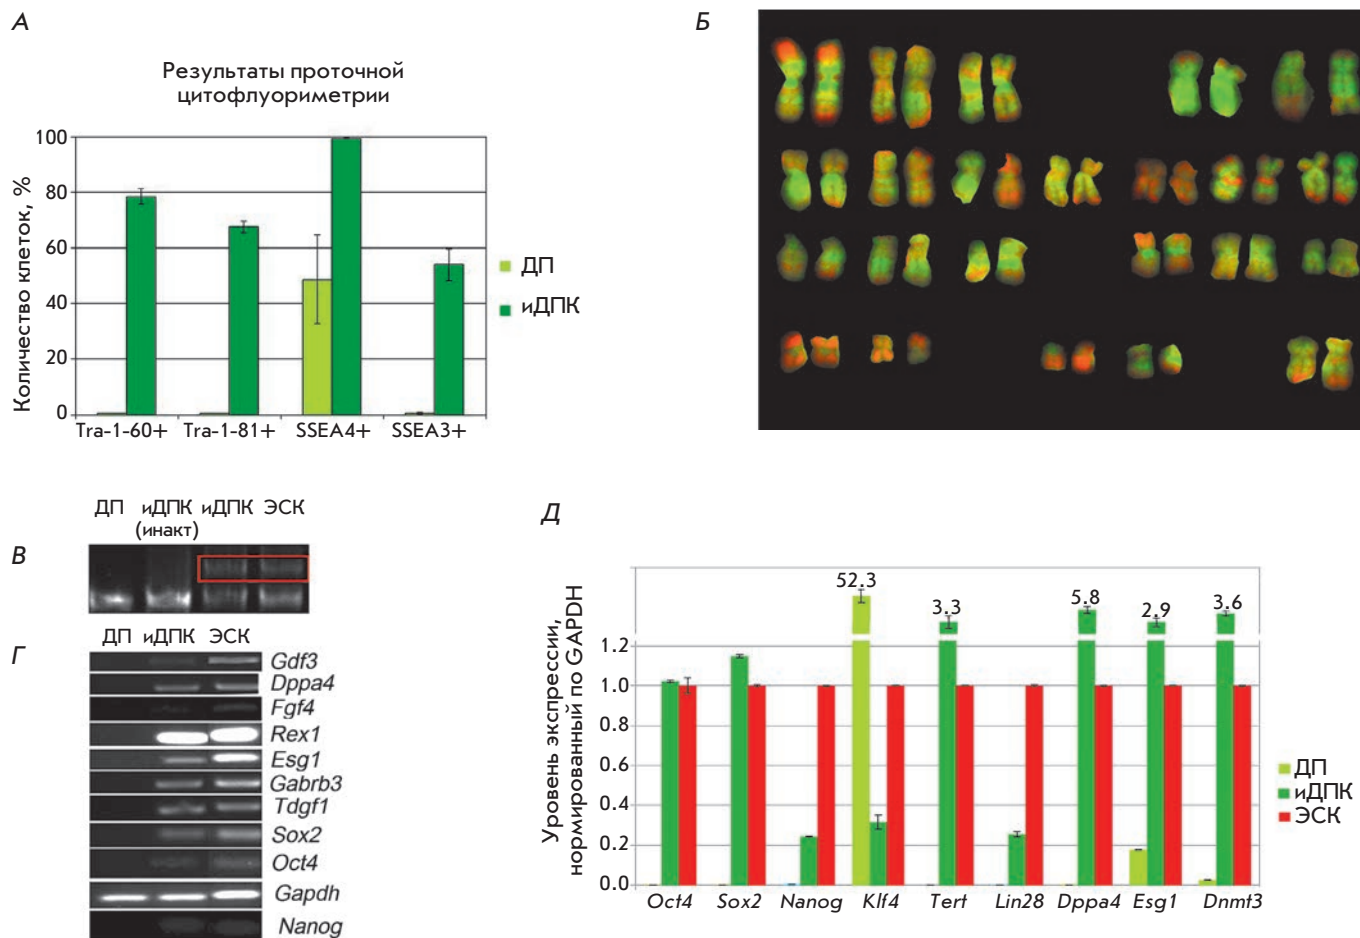 А
Результаты проточной
цитофлуориметрии
Количество клеток, %
100
80
60
40
20
0
Tra-1-60+ Tra-1-81+ SSEA4+ SSEA3+
ДП
иДПК
Б
В
ДП иДПК иДПК ЭСК
(инакт)
Г
ДП иДПК ЭСК
Gdf3
Dppa4
Fgf4
Rex1
Esg1
Gabrb3
Tdgf1
Sox2
Oct4
Gapdh
Nanog
Д
Уровень экспрессии,
нормированный по GAPDH
52.3
3.3
5.8
2.9
3.6
1.2
1.0
0.8
0.6
0.4
0.2
0.0
Oct4 Sox2 Nanog Klf4 Tert Lin28 Dppa4 Esg1 Dnmt3
ДП
иДПК
ЭСК